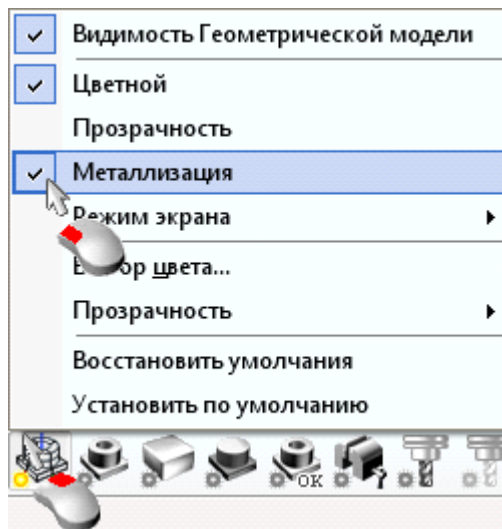 Видимость Геометрической модели
Цветной
Прозрачность
Металлизация
Режим экрана
цвета...
Прозрачность
Восстановить умолчания
Установить по умолчанию
OK